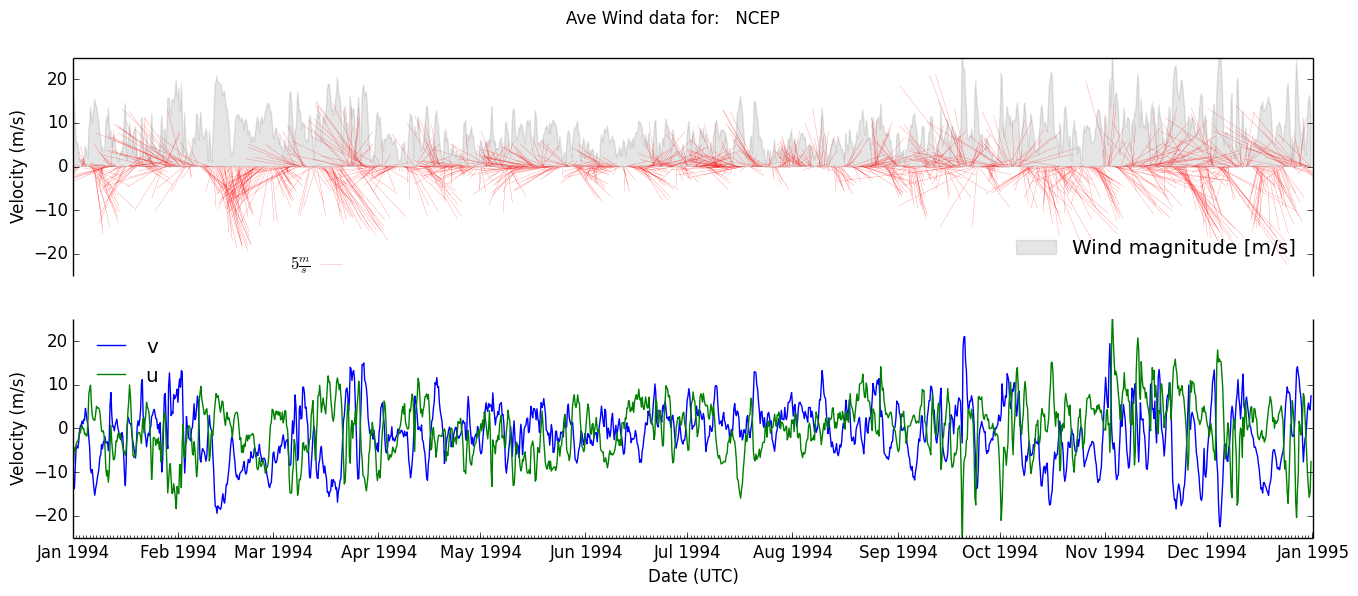 Ave Wind data for:   NCEP
Velocity (m/s)
20
10
0
−10
−20
5 m/s
Wind magnitude [m/s]
Velocity (m/s)
20
10
0
−10
−20
v
u
Jan 1994 Feb 1994 Mar 1994 Apr 1994 May 1994 Jun 1994 Jul 1994 Aug 1994 Sep 1994 Oct 1994 Nov 1994 Dec 1994 Jan 1995
Date (UTC)